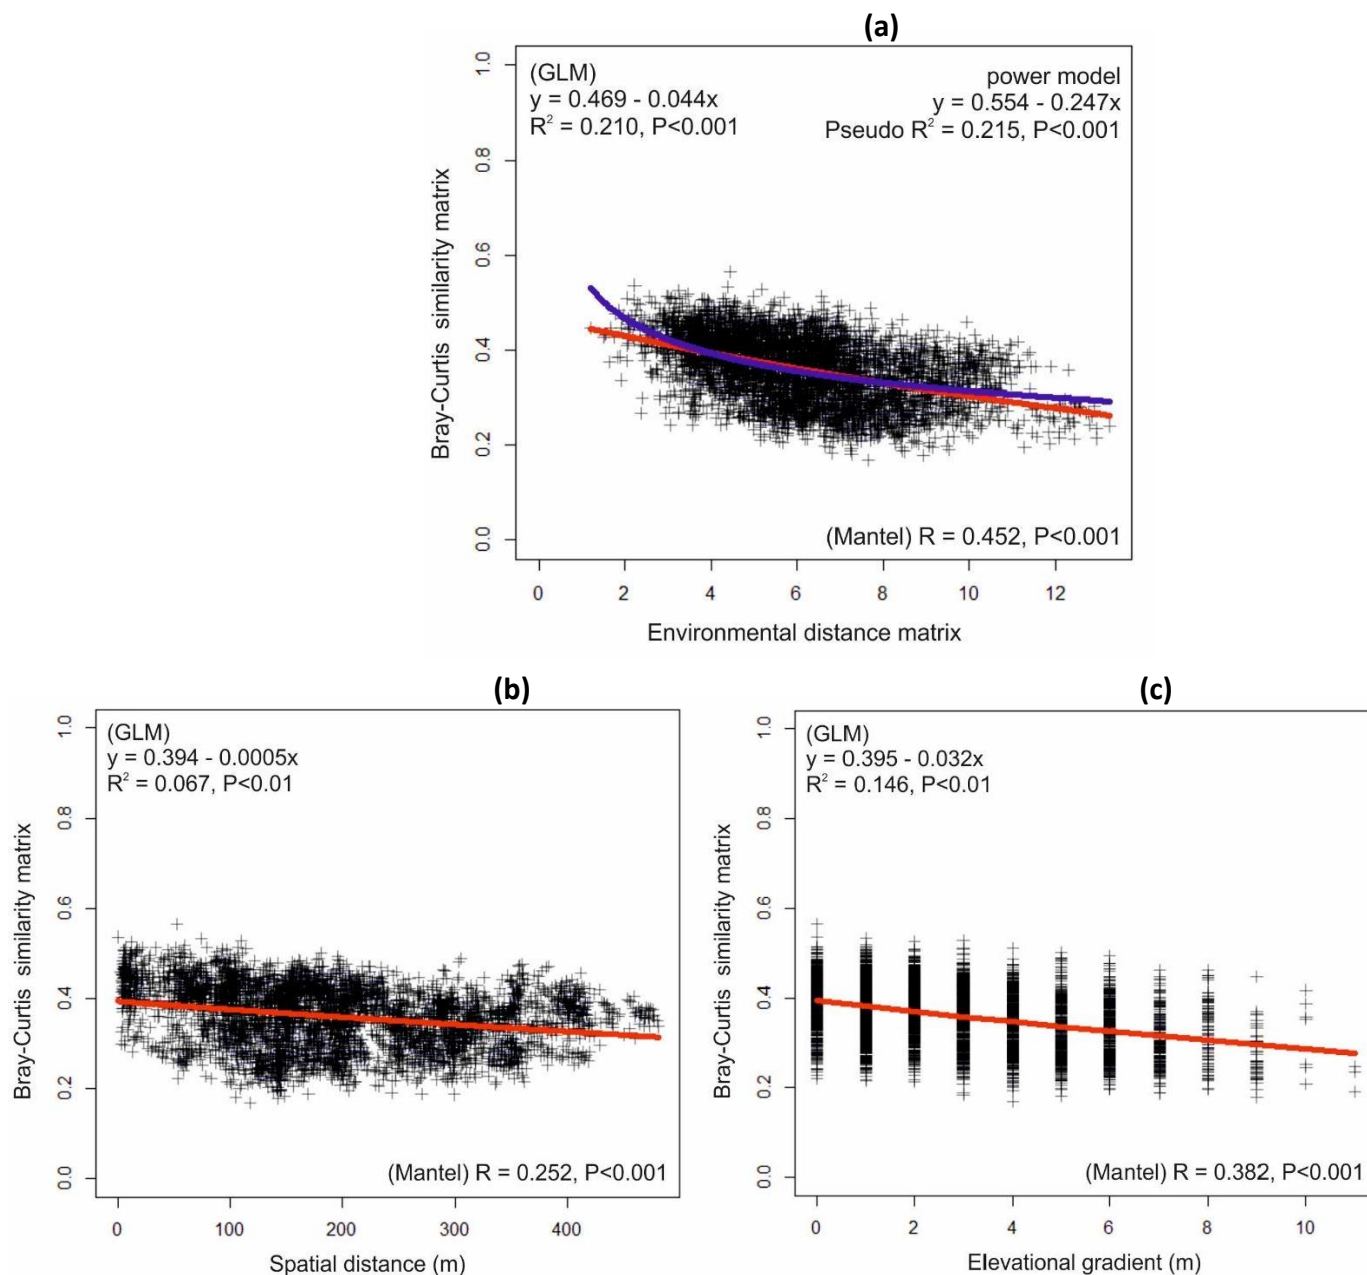 (a)
(GLM)
y = 0.469 - 0.044x
R² = 0.210, P<0.001
power model
y = 0.554 - 0.247x
Pseudo R² = 0.215, P<0.001
(Mantel) R = 0.452, P<0.001
Bray-Curtis similarity matrix
1.0
0.8
0.6
0.4
0.2
0.0
0 2 4 6 8 10 12
Environmental distance matrix
(b)
(GLM)
y = 0.394 - 0.0005x
R² = 0.067, P<0.01
(Mantel) R = 0.252, P<0.001
Bray-Curtis similarity matrix
1.0
0.8
0.6
0.4
0.2
0.0
0 100 200 300 400
Spatial distance (m)
(c)
(GLM)
y = 0.395 - 0.032x
R² = 0.146, P<0.01
(Mantel) R = 0.382, P<0.001
Bray-Curtis similarity matrix
1.0
0.8
0.6
0.4
0.2
0.0
0 2 4 6 8 10
Elevational gradient (m)